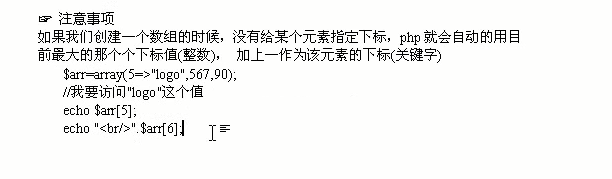 ☞ 注意事项
如果我们创建一个数组的时候，没有给某个元素指定下标，php 就会自动的用目
前最大的那个个下标值(整数)， 加上一作为该元素的下标(关键字)
$arr=array(5=>"logo",567,90);
//我要访问"logo"这个值
echo $arr[5];
echo "<br/>".$arr[6];